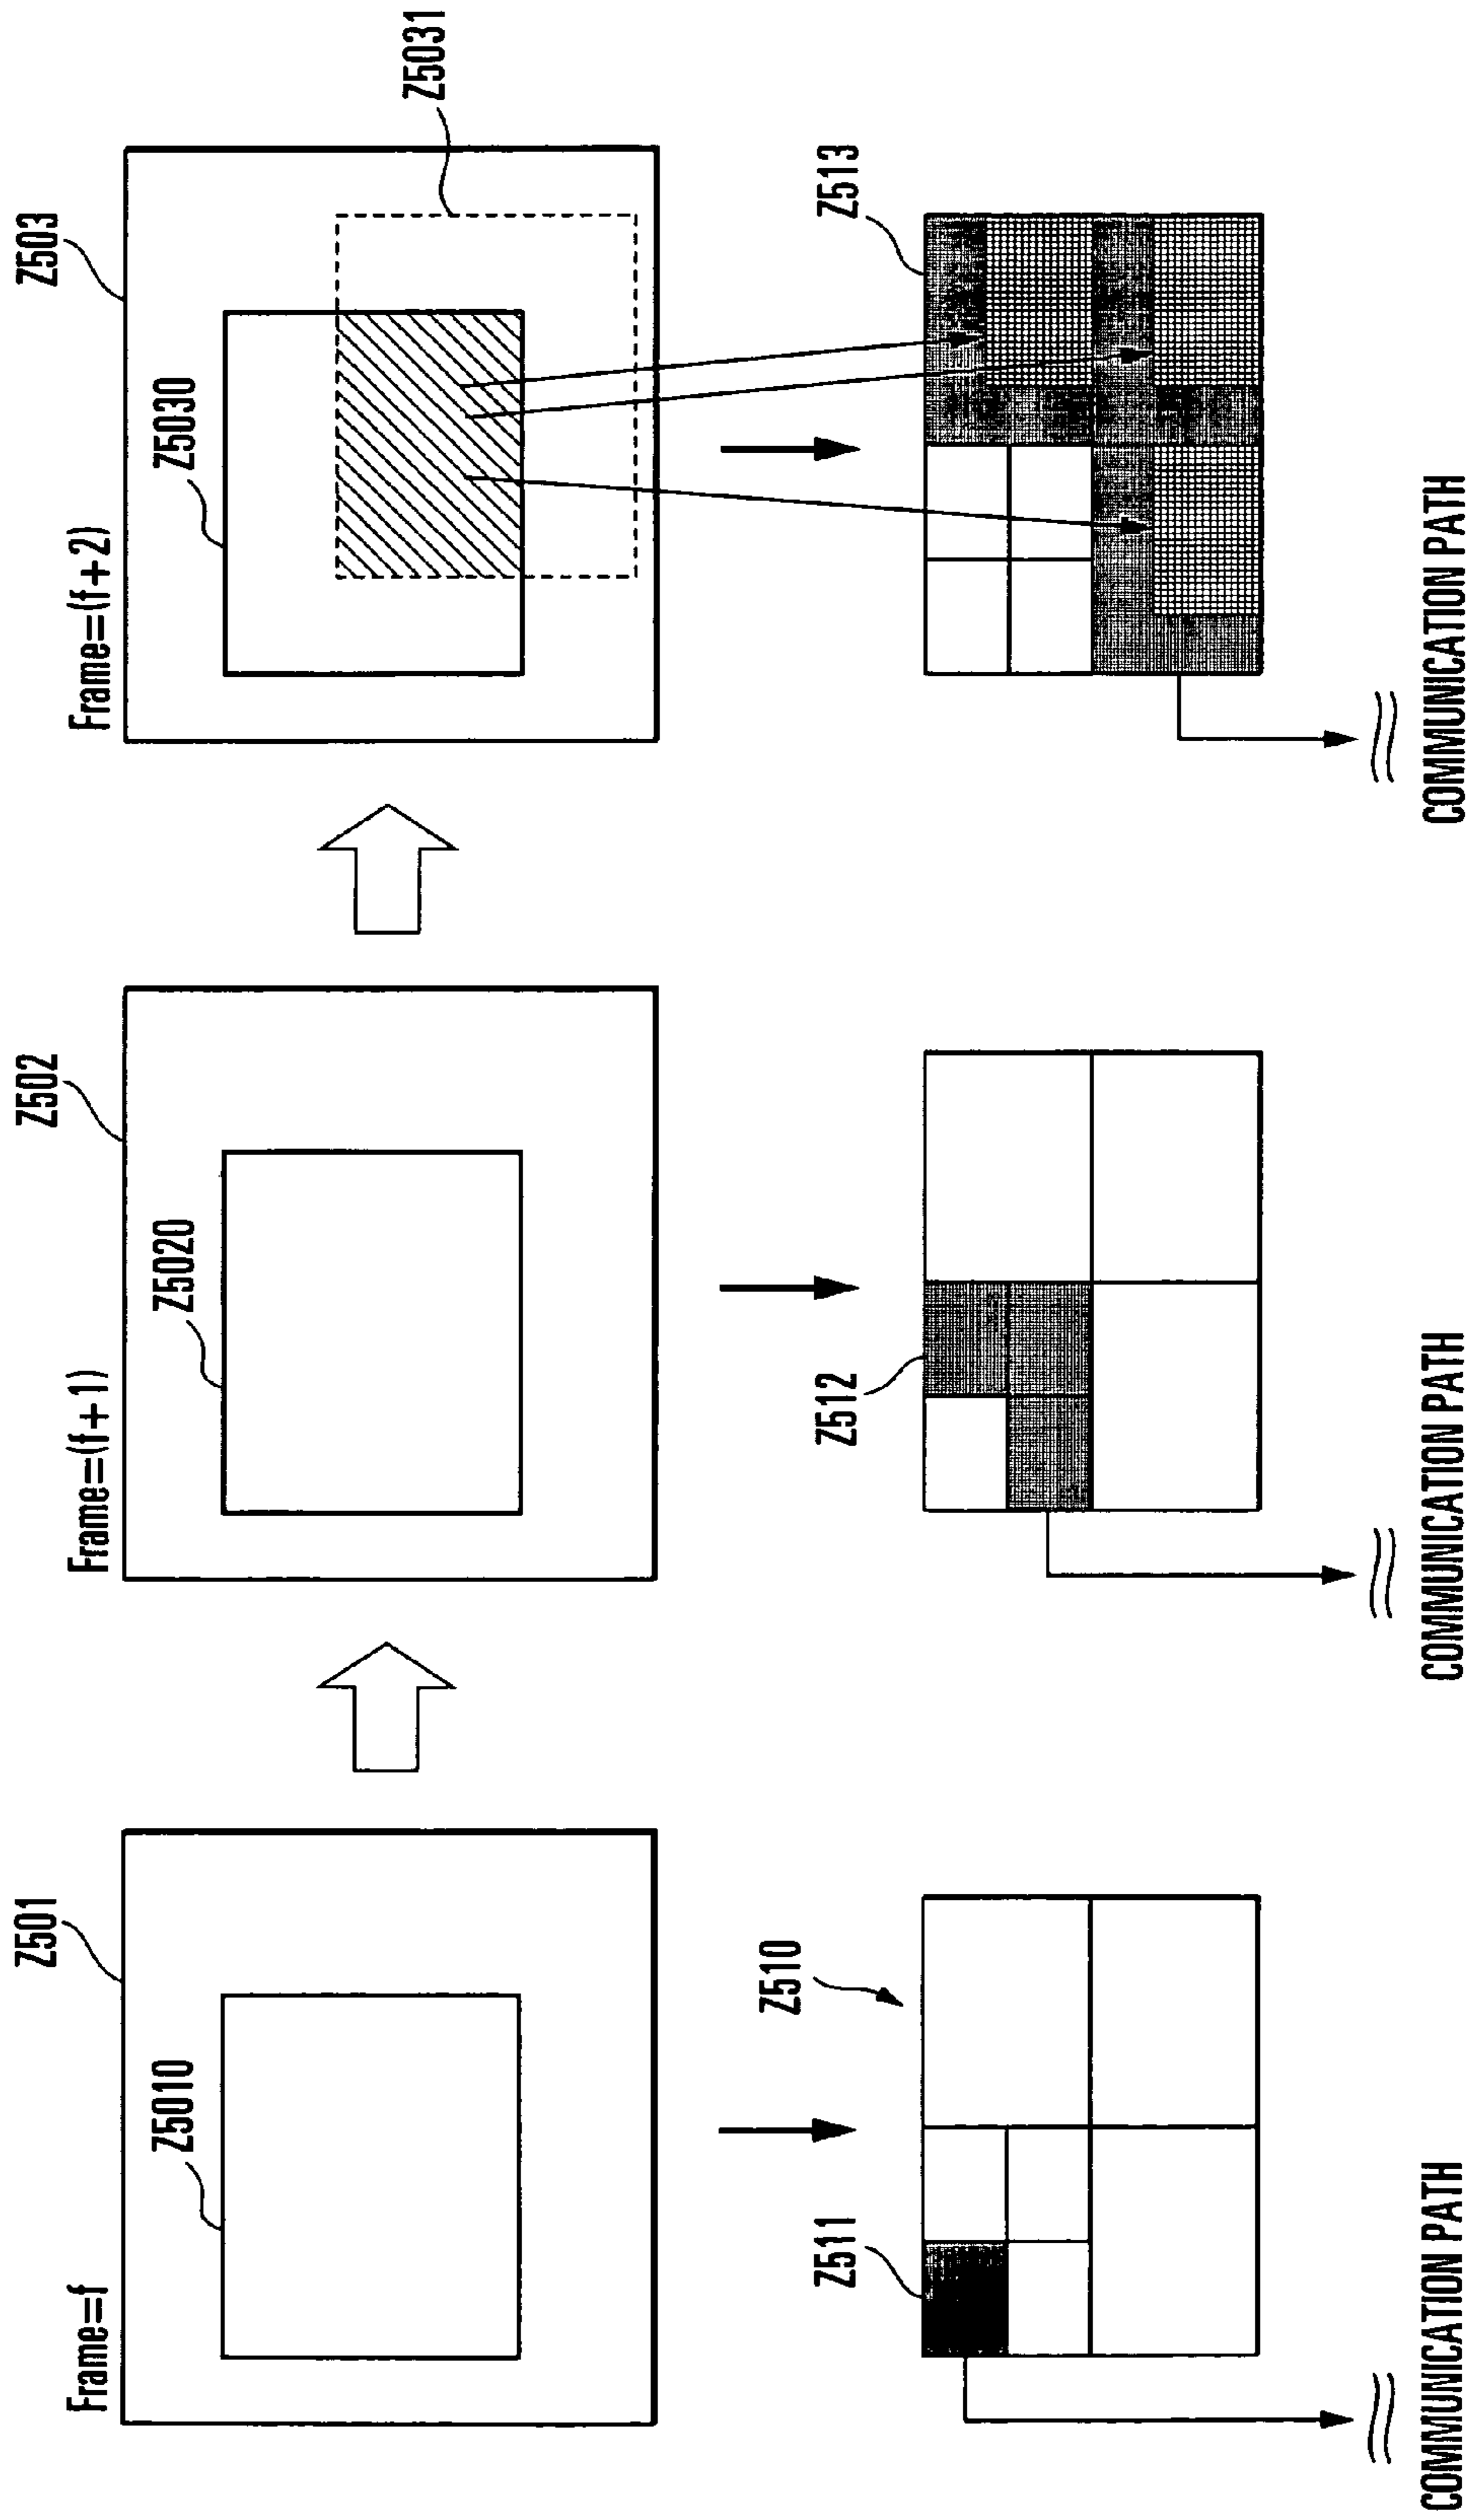 Frame=f
Z501
Z5010
Z510
Z511
COMMUNICATION PATH
Frame=(f+1)
Z502
Z5020
Z512
COMMUNICATION PATH
Frame=(f+2)
Z503
Z5030
Z5031
Z513
COMMUNICATION PATH